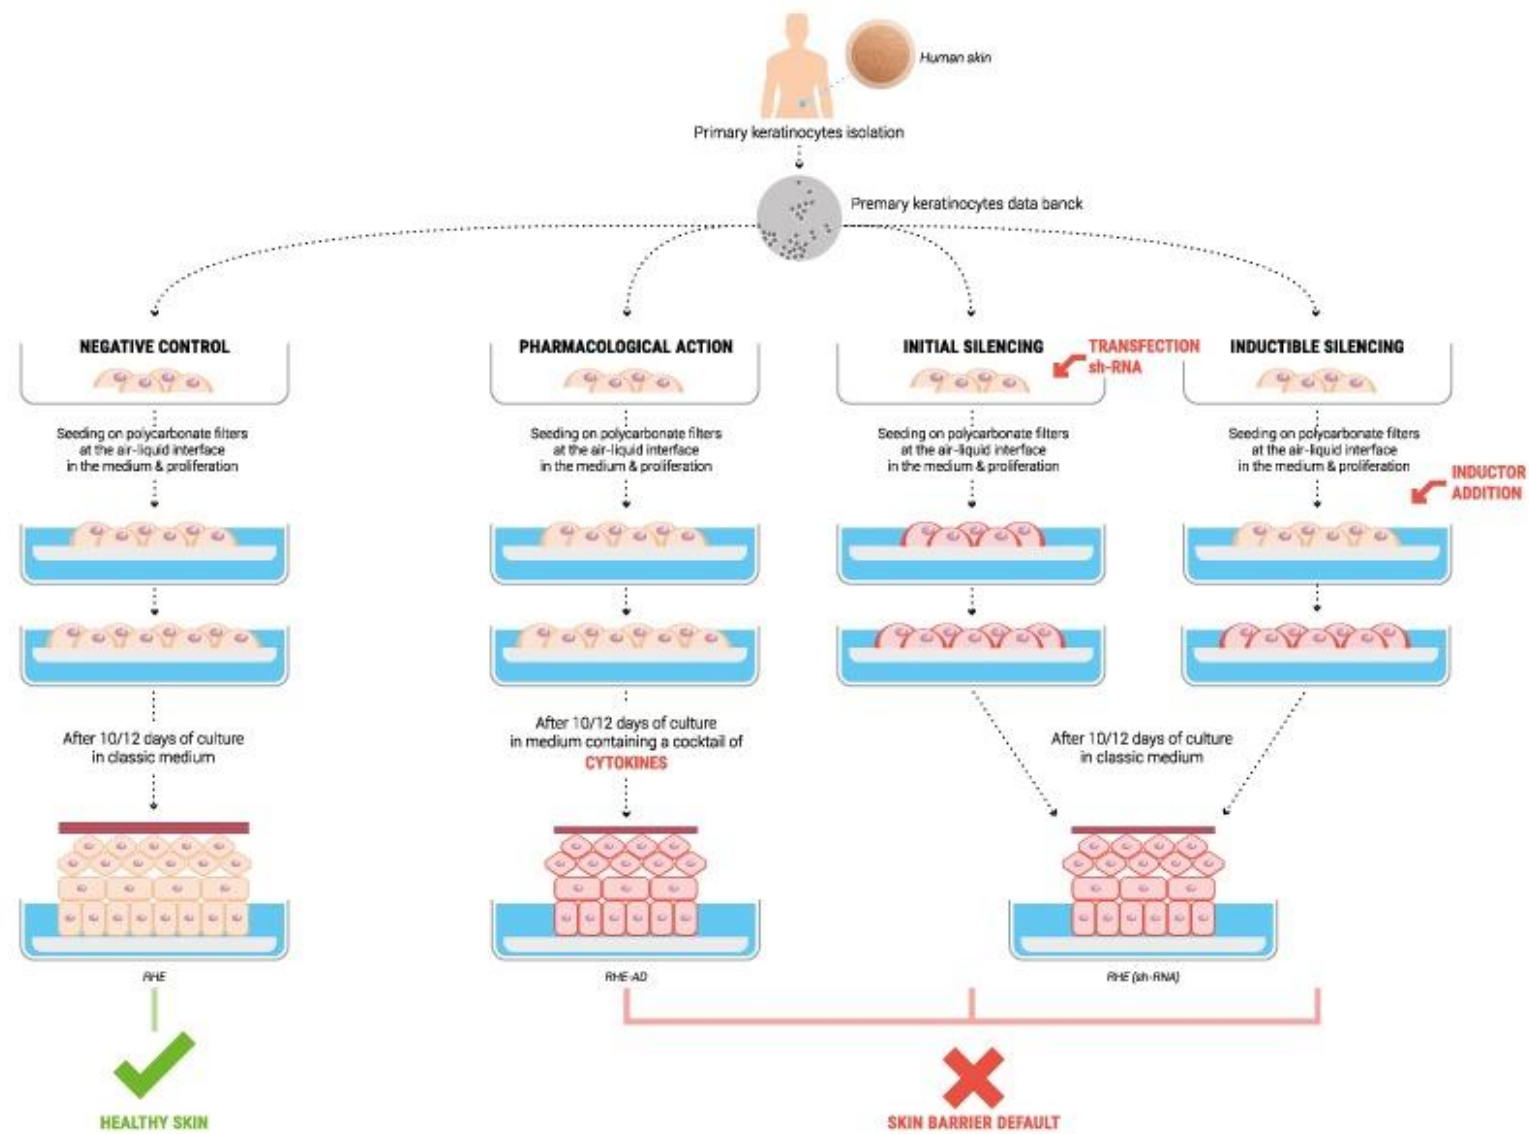 Human skin
Primary keratinocytes isolation
Premary keratinocytes data banck
NEGATIVE CONTROL
Seeding on polycarbonate filters
at the air-liquid interface
in the medium & proliferation
After 10/12 days of culture
in classic medium
RHE
HEALTHY SKIN
PHARMACOLOGICAL ACTION
Seeding on polycarbonate filters
at the air-liquid interface
in the medium & proliferation
After 10/12 days of culture
in medium containing a cocktail of
CYTOKINES
RHE-AD
INITIAL SILENCING
TRANSFECTION
sh-RNA
Seeding on polycarbonate filters
at the air-liquid interface
in the medium & proliferation
INDUCTIBLE SILENCING
Seeding on polycarbonate filters
at the air-liquid interface
in the medium & proliferation
INDUCTOR
ADDITION
After 10/12 days of culture
in classic medium
RHE (sh-RNA)
SKIN BARRIER DEFAULT